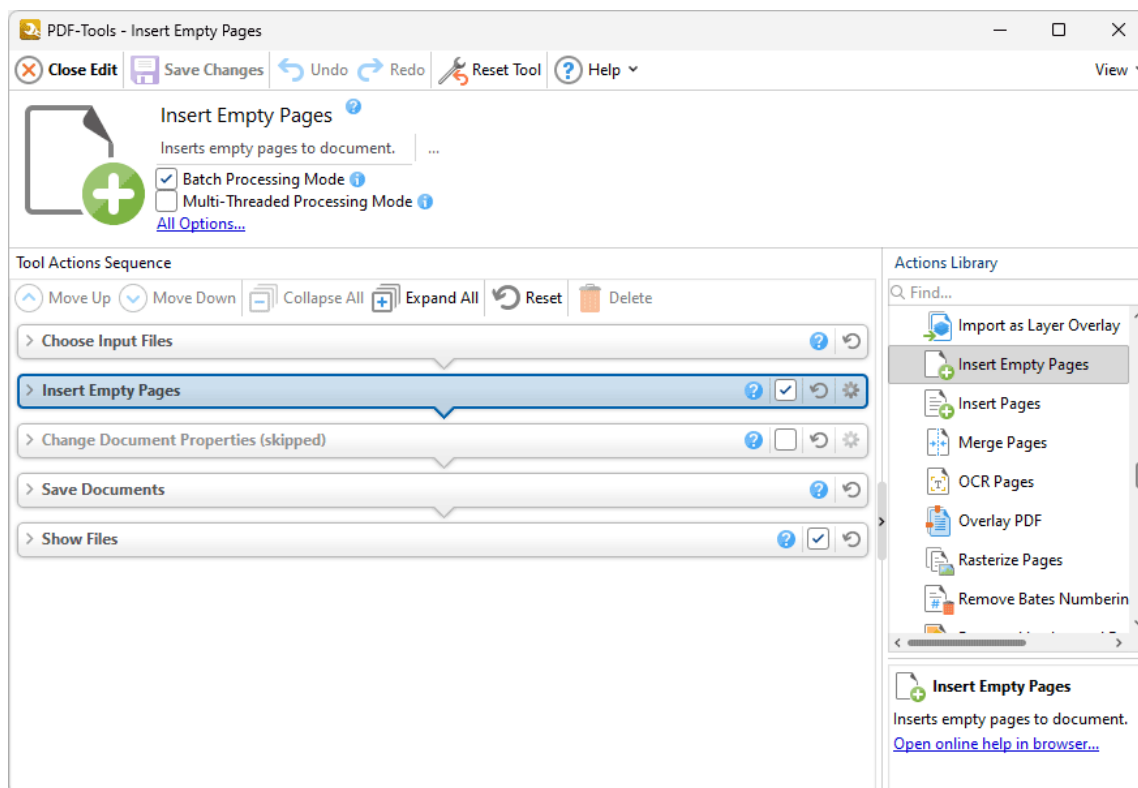 PDF-Tools - Insert Empty Pages
Close Edit Save Changes Undo Redo Reset Tool ? Help View
Insert Empty Pages ?
Inserts empty pages to document. ...
Batch Processing Mode i
Multi-Threaded Processing Mode i
All Options...
Tool Actions Sequence
Move Up Move Down Collapse All Expand All Reset Delete
Choose Input Files ?
Insert Empty Pages ?
Change Document Properties (skipped) ?
Save Documents ?
Show Files ?
Actions Library
Find...
Import as Layer Overlay
Insert Empty Pages
Insert Pages
Merge Pages
OCR Pages
Overlay PDF
Rasterize Pages
Remove Bates Numberin
Insert Empty Pages
Inserts empty pages to document.
Open online help in browser...